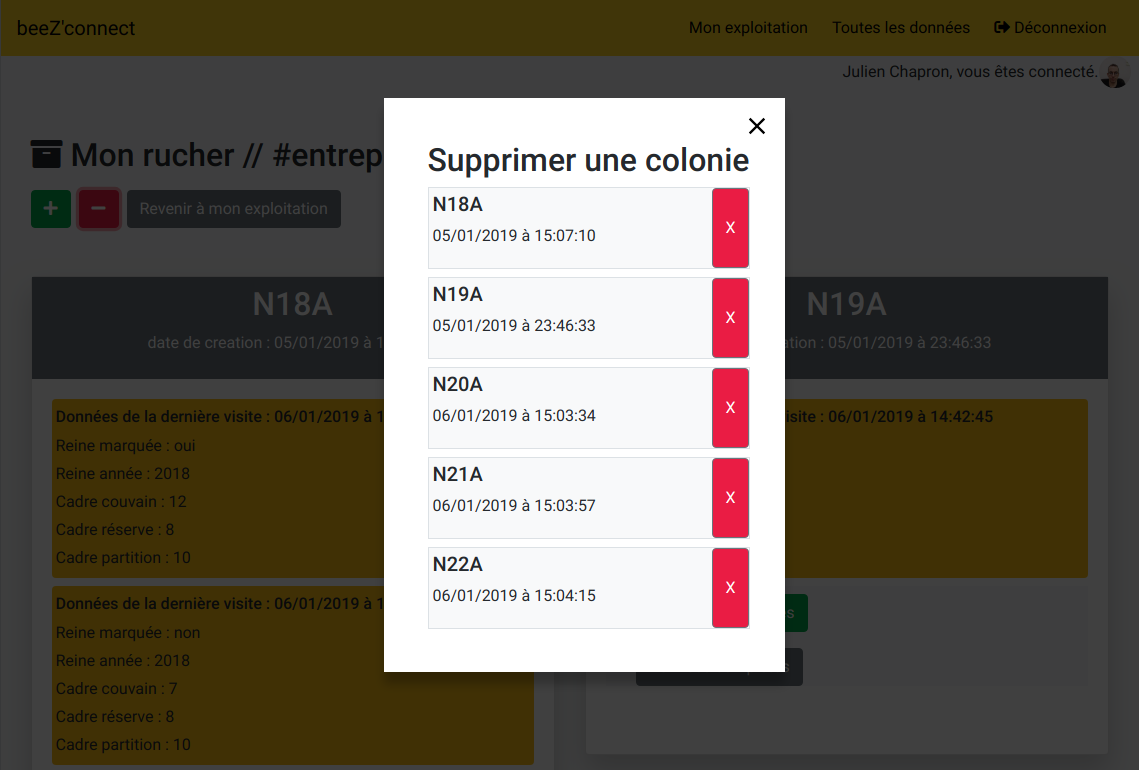 beeZ'connect
Mon exploitation
Toutes les données
Déconnexion
Julien Chapron, vous êtes connecté.
Mon rucher // #entrep
+
−
Revenir à mon exploitation
N18A
date de creation : 05/01/2019 à 1
Données de la dernière visite : 06/01/2019 à 1
Reine marquée : oui
Reine année : 2018
Cadre couvain : 12
Cadre réserve : 8
Cadre partition : 10
Données de la dernière visite : 06/01/2019 à 1
Reine marquée : non
Reine année : 2018
Cadre couvain : 7
Cadre réserve : 8
Cadre partition : 10
Supprimer une colonie
N18A
05/01/2019 à 15:07:10
X
N19A
05/01/2019 à 23:46:33
X
N20A
06/01/2019 à 15:03:34
X
N21A
06/01/2019 à 15:03:57
X
N22A
06/01/2019 à 15:04:15
X
N19A
ation : 05/01/2019 à 23:46:33
isite : 06/01/2019 à 14:42:45